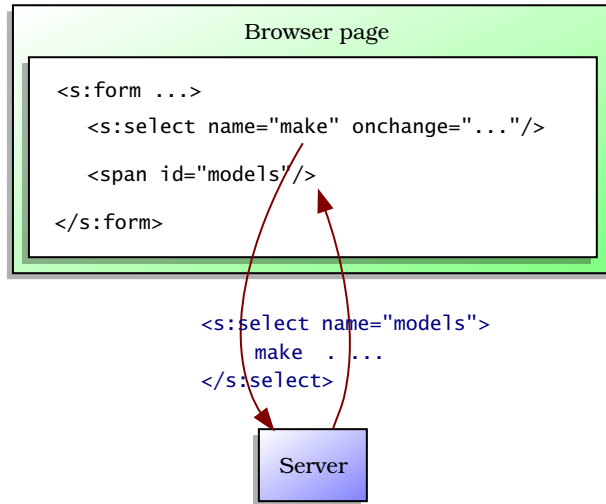 Browser page
<s:form ...>
<s:select name="make" onchange="..."/>
<span id="models"/>
</s:form>
<s:select name="models">
make . ...
</s:select>
Server